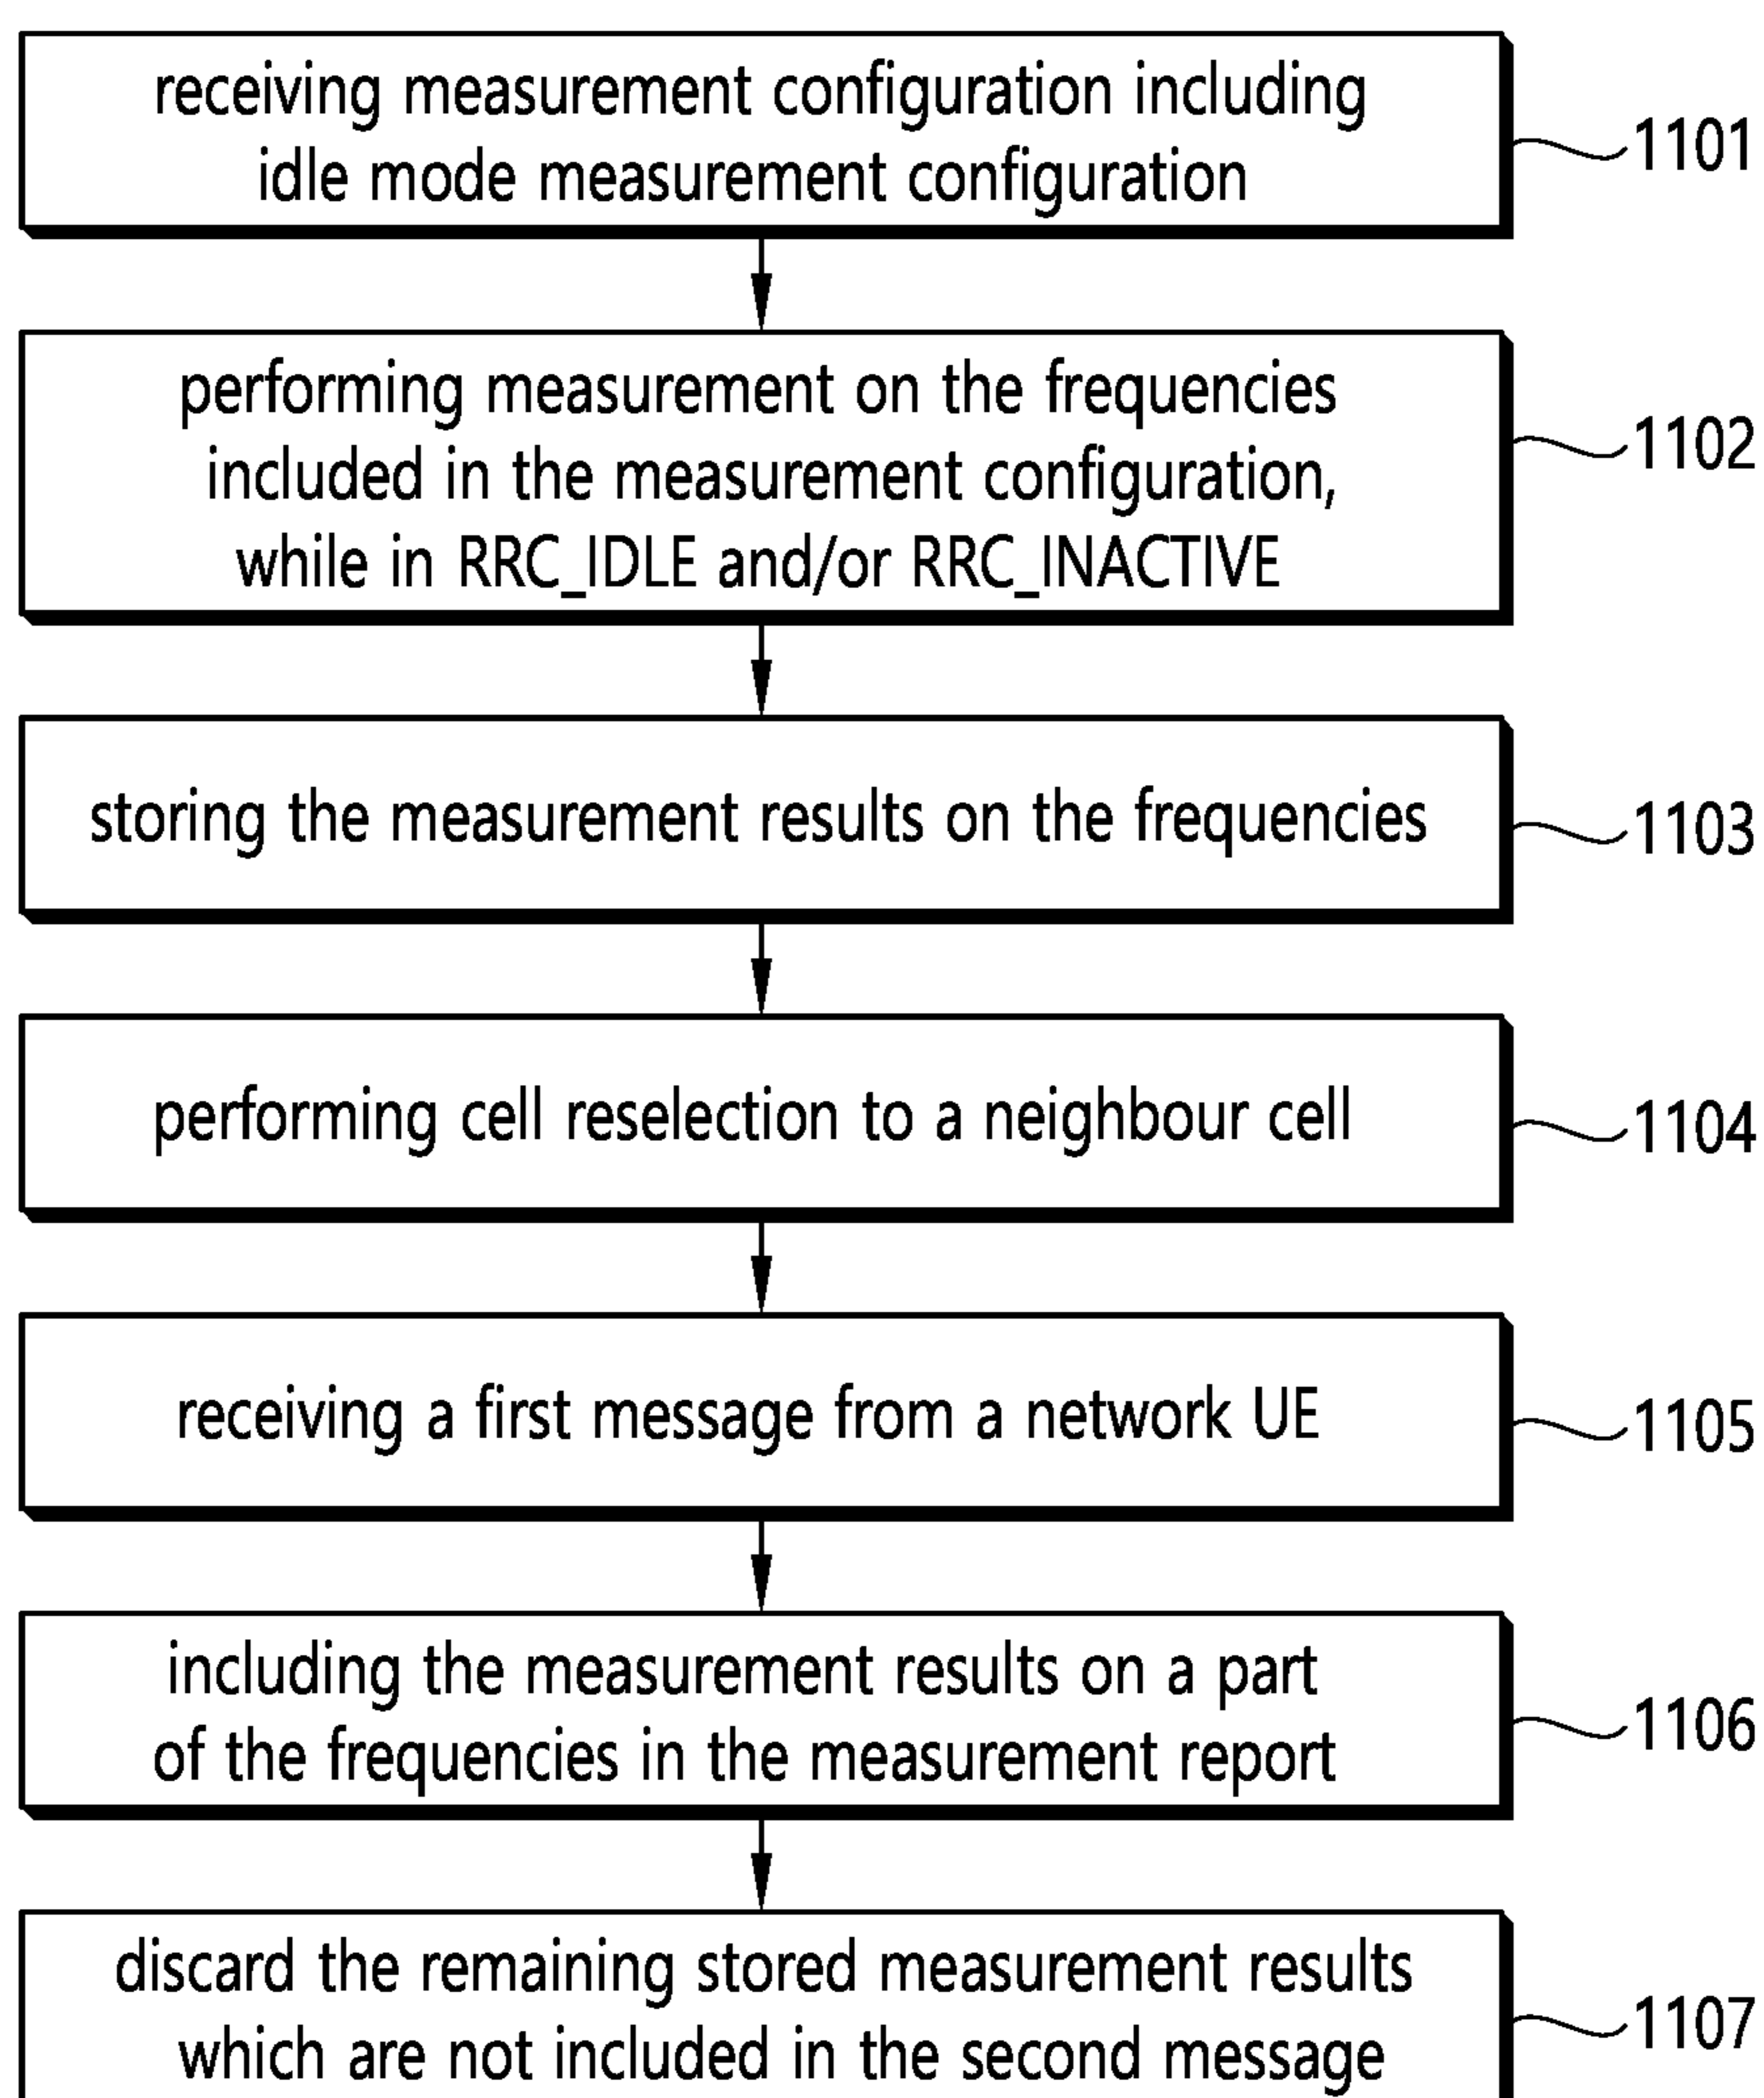 receiving measurement configuration including
idle mode measurement configuration
1101
performing measurement on the frequencies
included in the measurement configuration,
while in RRC_IDLE and/or RRC_INACTIVE
1102
storing the measurement results on the frequencies
1103
performing cell reselection to a neighbour cell
1104
receiving a first message from a network UE
1105
including the measurement results on a part
of the frequencies in the measurement report
1106
discard the remaining stored measurement results
which are not included in the second message
1107